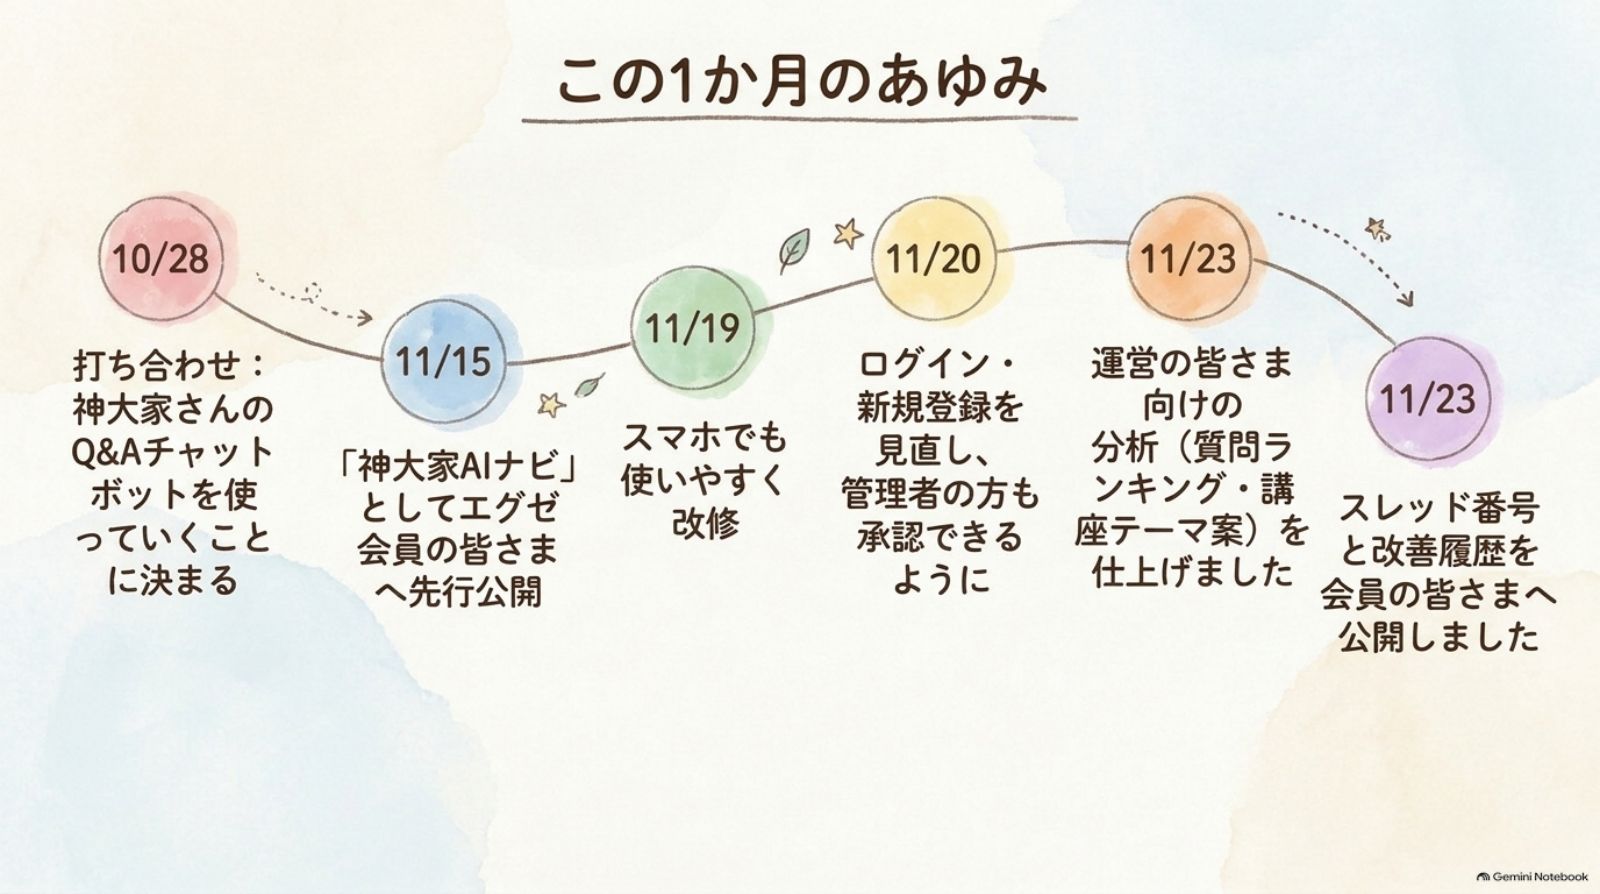 この1か月のあゆみ
10/28
打ち合わせ：
神大家さんの
Q&Aチャット
ボットを使
っていくこと
に決まる
11/15
「神大家AIナビ」
としてエグゼ
会員の皆さま
へ先行公開
11/19
スマホでも
使いやすく
改修
11/20
ログイン・
新規登録を
見直し、
管理者の方も
承認できる
ように
11/23
運営の皆さま
向けの
分析（質問ラ
ンキング・講
座テーマ案）を
仕上げました
11/23
スレッド番号
と改善履歴を
会員の皆さまへ
公開しました
Gemini Notebook